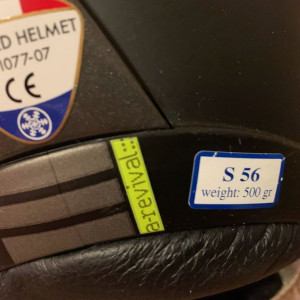 D HELMET
1077-07
CE
a-revival
S 56
weight: 500 gr